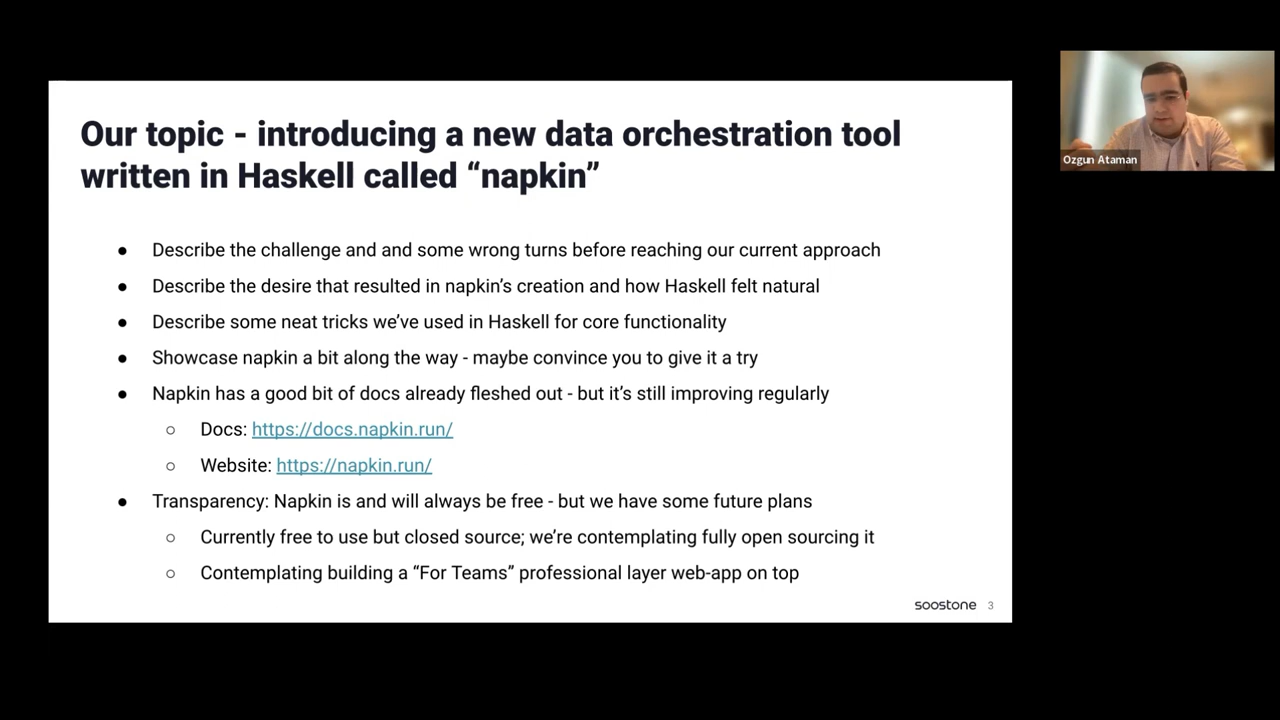 Our topic - introducing a new data orchestration tool
written in Haskell called “napkin”
● Describe the challenge and and some wrong turns before reaching our current approach
● Describe the desire that resulted in napkin’s creation and how Haskell felt natural
● Describe some neat tricks we’ve used in Haskell for core functionality
● Showcase napkin a bit along the way - maybe convince you to give it a try
● Napkin has a good bit of docs already fleshed out - but it’s still improving regularly
○ Docs: https://docs.napkin.run/
○ Website: https://napkin.run/
● Transparency: Napkin is and will always be free - but we have some future plans
○ Currently free to use but closed source; we’re contemplating fully open sourcing it
○ Contemplating building a “For Teams” professional layer web-app on top
soostone 3
Ozgun Ataman